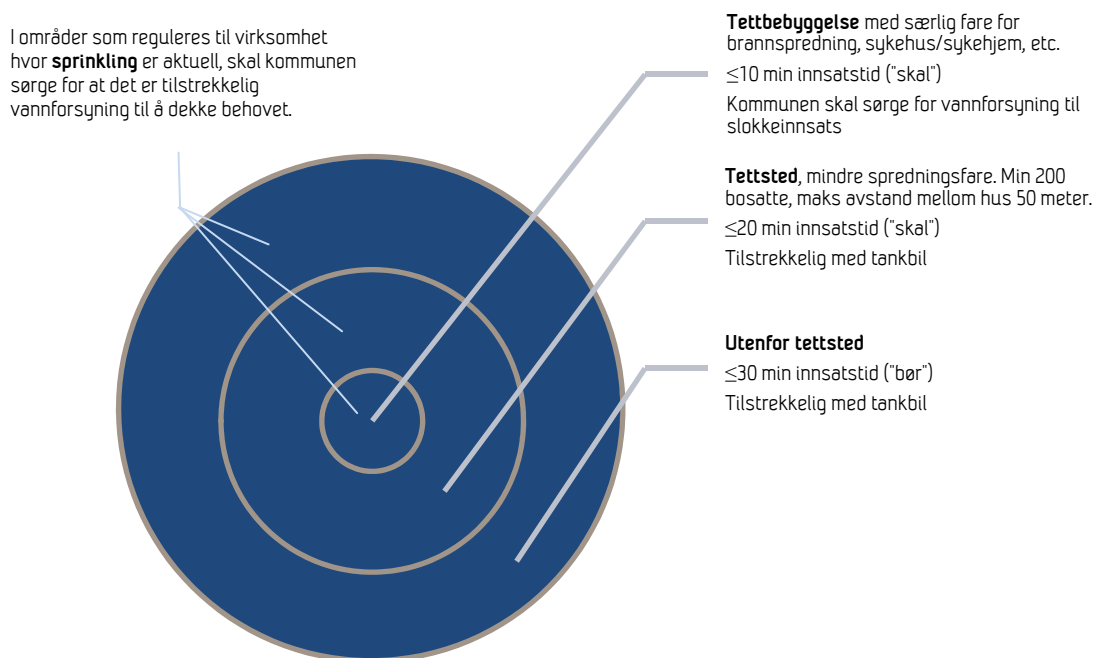 I områder som reguleres til virksomhet
hvor sprinkling er aktuell, skal kommunen
sørge for at det er tilstrekkelig
vannforsyning til å dekke behovet.
Tettbebyggelse med særlig fare for
brannspredning, sykehus/sykehjem, etc.
≤10 min innsatstid ("skal")
Kommunen skal sørge for vannforsyning til
slokkeinnsats
Tettsted, mindre spredningsfare. Min 200
bosatte, maks avstand mellom hus 50 meter.
≤20 min innsatstid ("skal")
Tilstrekkelig med tankbil
Utenfor tettsted
≤30 min innsatstid ("bør")
Tilstrekkelig med tankbil